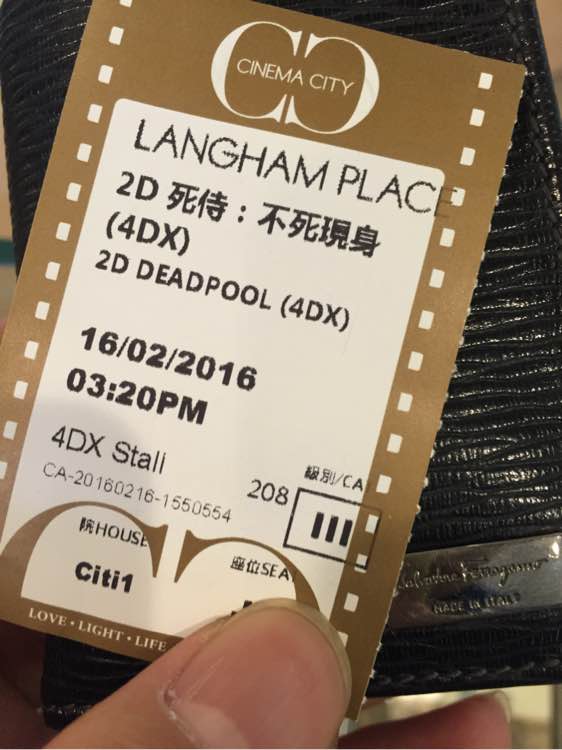 CINEMA CITY
LANGHAM PLACE
2D 死侍：不死現身
(4DX)
2D DEADPOOL (4DX)
16/02/2016
03:20PM
4DX Stall
CA-20160216-1550554
208
級別/CA
III
院HOUSE
座位SEA
Citi1
LOVE • LIGHT • LIFE
Salvatore Ferragamo
MADE IN ITALY